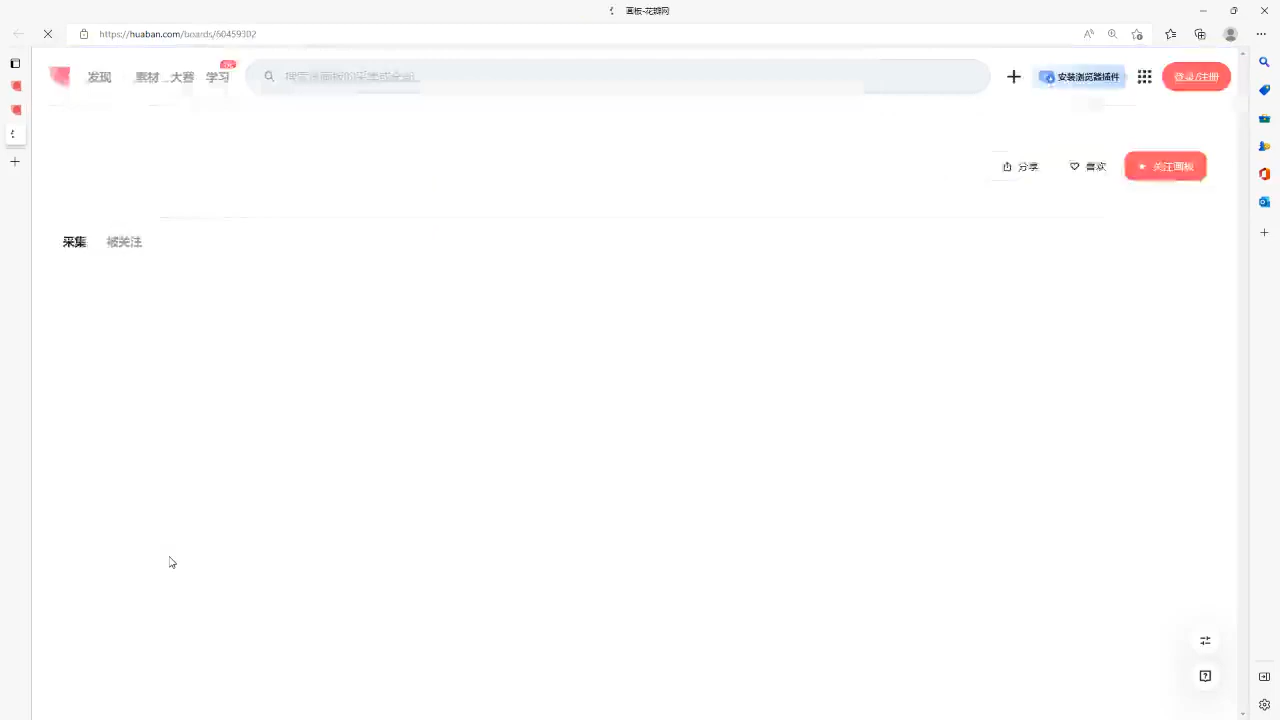 画板-花瓣网
https://huaban.com/boards/60459302
发现 素材 大赛 学习
安装浏览器插件
登录/注册
分享 喜欢 关注画板
采集 被关注